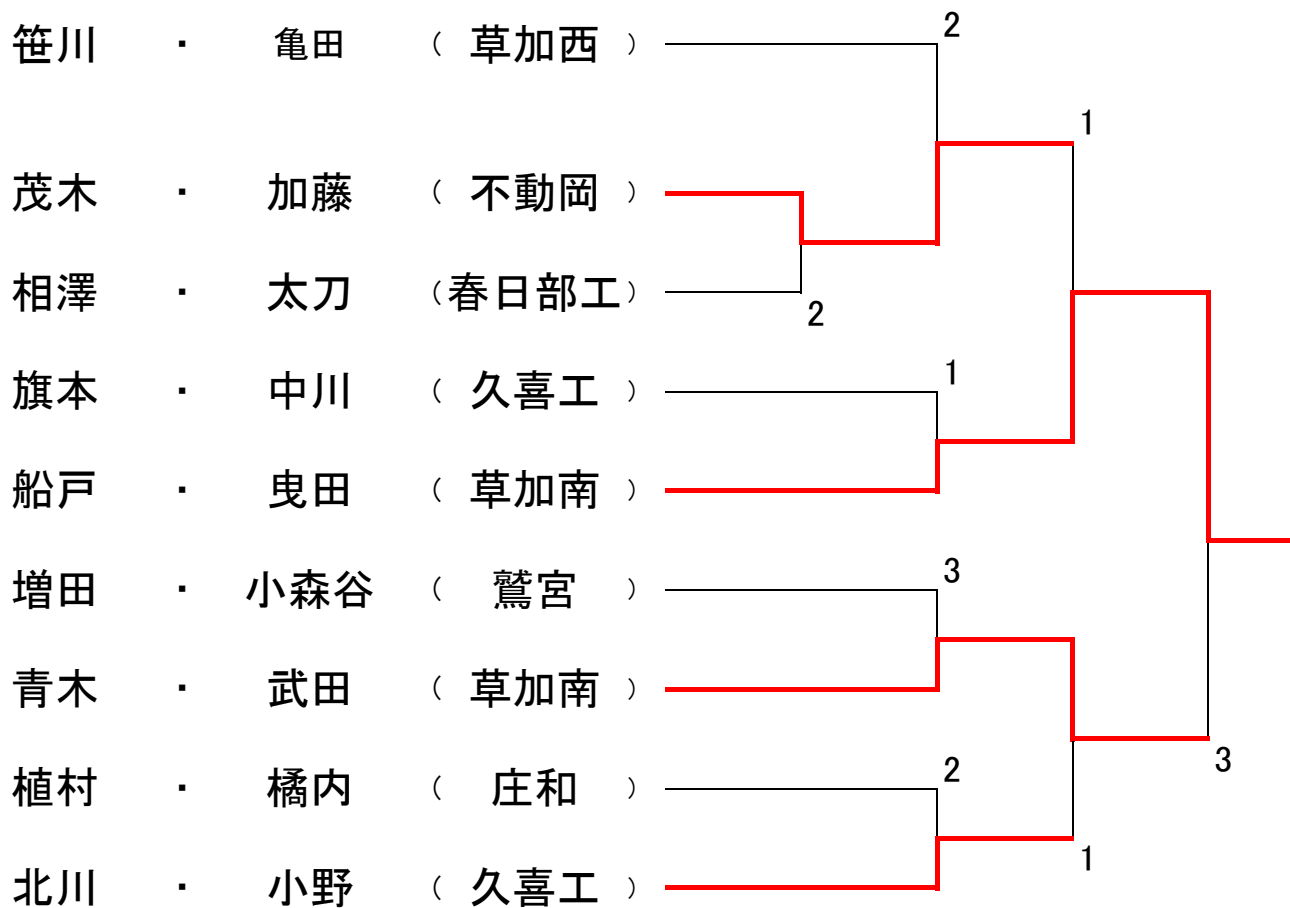 笹川 ・ 亀田 （ 草加西 ） 2
1
茂木 ・ 加藤 （ 不動岡 ）
相澤 ・ 太刀 （春日部工） 2
旗本 ・ 中川 （ 久喜工 ） 1
船戸 ・ 曵田 （ 草加南 ）
増田 ・ 小森谷 （ 鷲宮 ） 3
青木 ・ 武田 （ 草加南 ）
3
植村 ・ 橘内 （ 庄和 ） 2
1
北川 ・ 小野 （ 久喜工 ）